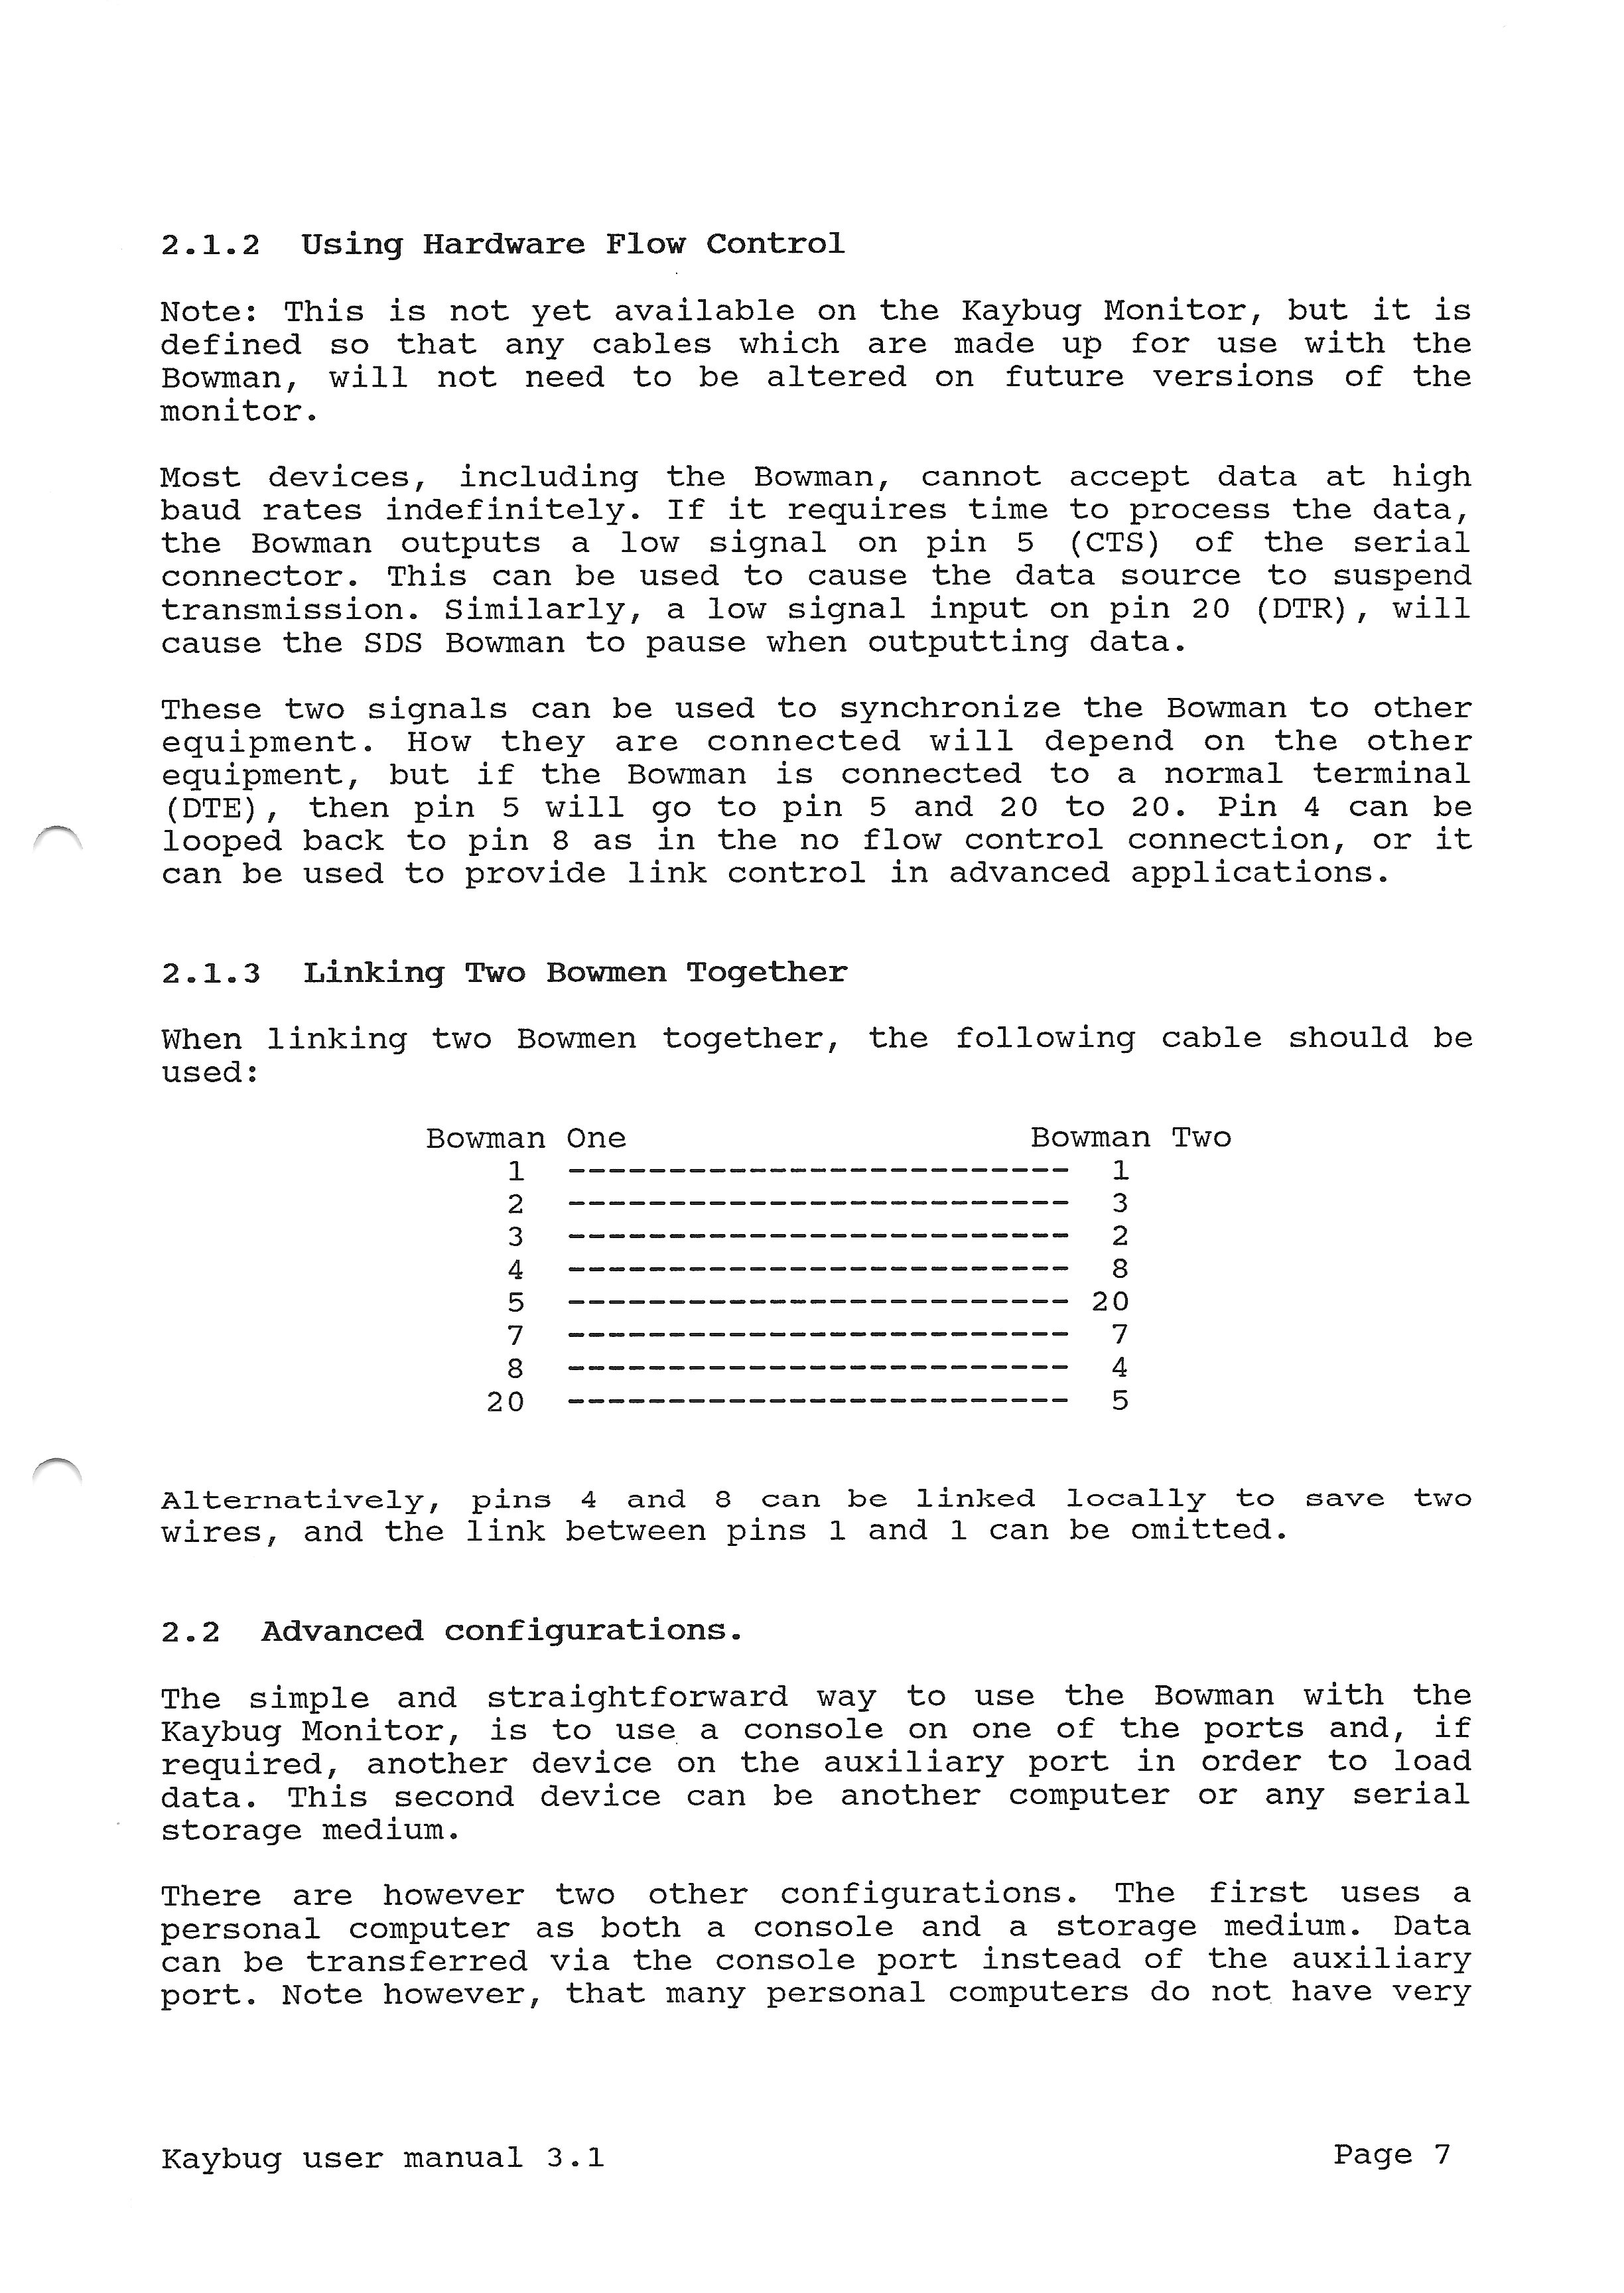 2.1.2 Using Hardware Flow Control
Note: This is not yet available on the Kaybug Monitor, but it is
defined so that any cables which are made up for use with the
Bowman, will not need to be altered on future versions of the
monitor.
Most devices, including the Bowman, cannot accept data at high
baud rates indefinitely. If it requires time to process the data,
the Bowman outputs a low signal on pin 5 (CTS) of the serial
connector. This can be used to cause the data source to suspend
transmission. Similarly, a low signal input on pin 20 (DTR), will
cause the SDS Bowman to pause when outputting data.
These two signals can be used to synchronize the Bowman to other
equipment. How they are connected will depend on the other
equipment, but if the Bowman is connected to a normal terminal
(DTE), then pin 5 will go to pin 5 and 20 to 20. Pin 4 can be
looped back to pin 8 as in the no flow control connection, or it
can be used to provide link control in advanced applications.
2.1.3 Linking Two Bowmen Together
When linking two Bowmen together, the following cable should be
used:
Bowman One Bowman Two
1 ------------------------- 1
2 ------------------------- 3
3 ------------------------- 2
4 ------------------------- 8
5 ------------------------- 20
7 ------------------------- 7
8 ------------------------- 4
20 ------------------------- 5
Alternatively, pins 4 and 8 can be linked locally to save two
wires, and the link between pins 1 and 1 can be omitted.
2.2 Advanced configurations.
The simple and straightforward way to use the Bowman with the
Kaybug Monitor, is to use a console on one of the ports and, if
required, another device on the auxiliary port in order to load
data. This second device can be another computer or any serial
storage medium.
There are however two other configurations. The first uses a
personal computer as both a console and a storage medium. Data
can be transferred via the console port instead of the auxiliary
port. Note however, that many personal computers do not have very
Kaybug user manual 3.1 Page 7